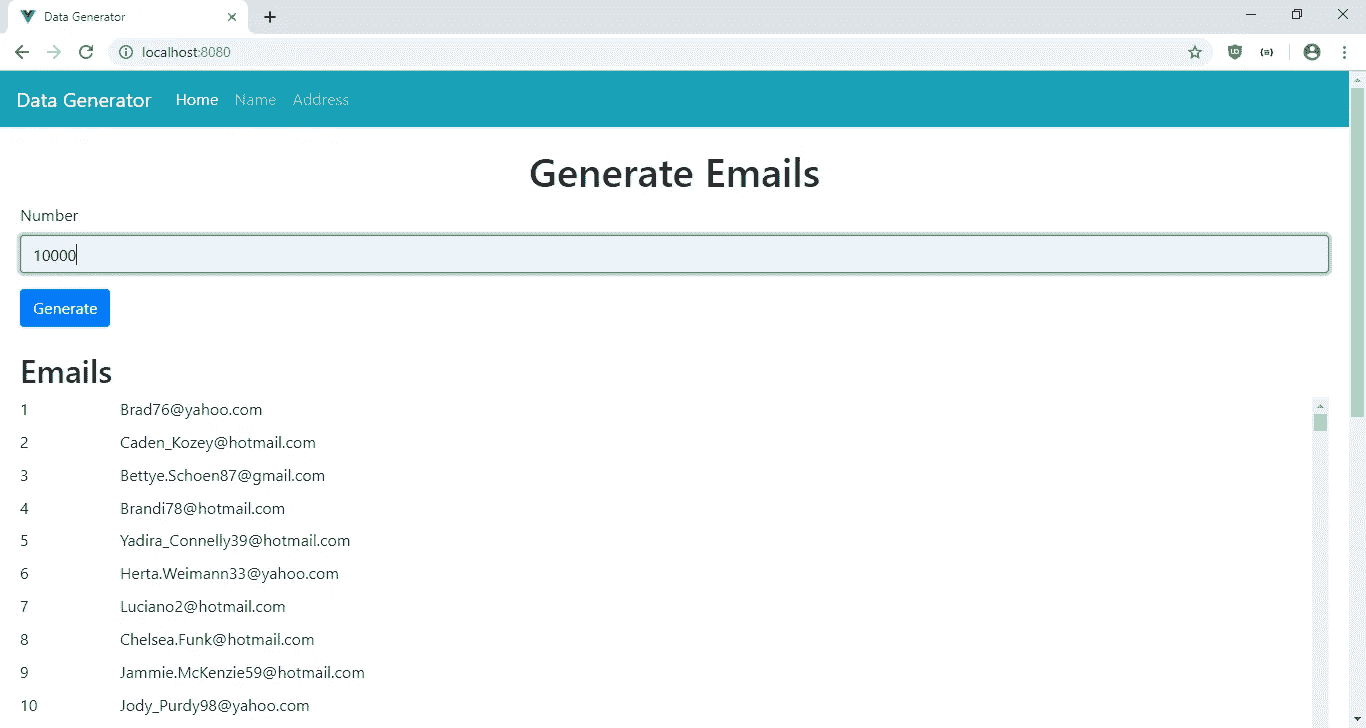 Data Generator
localhost:8080
Data Generator Home Name Address
Generate Emails
Number
10000
Generate
Emails
1 Brad76@yahoo.com
2 Caden_Kozey@hotmail.com
3 Bettye.Schoen87@gmail.com
4 Brandi78@hotmail.com
5 Yadira_Connelly39@hotmail.com
6 Herta.Weimann33@yahoo.com
7 Luciano2@hotmail.com
8 Chelsea.Funk@hotmail.com
9 Jammie.McKenzie59@hotmail.com
10 Jody_Purdy98@yahoo.com